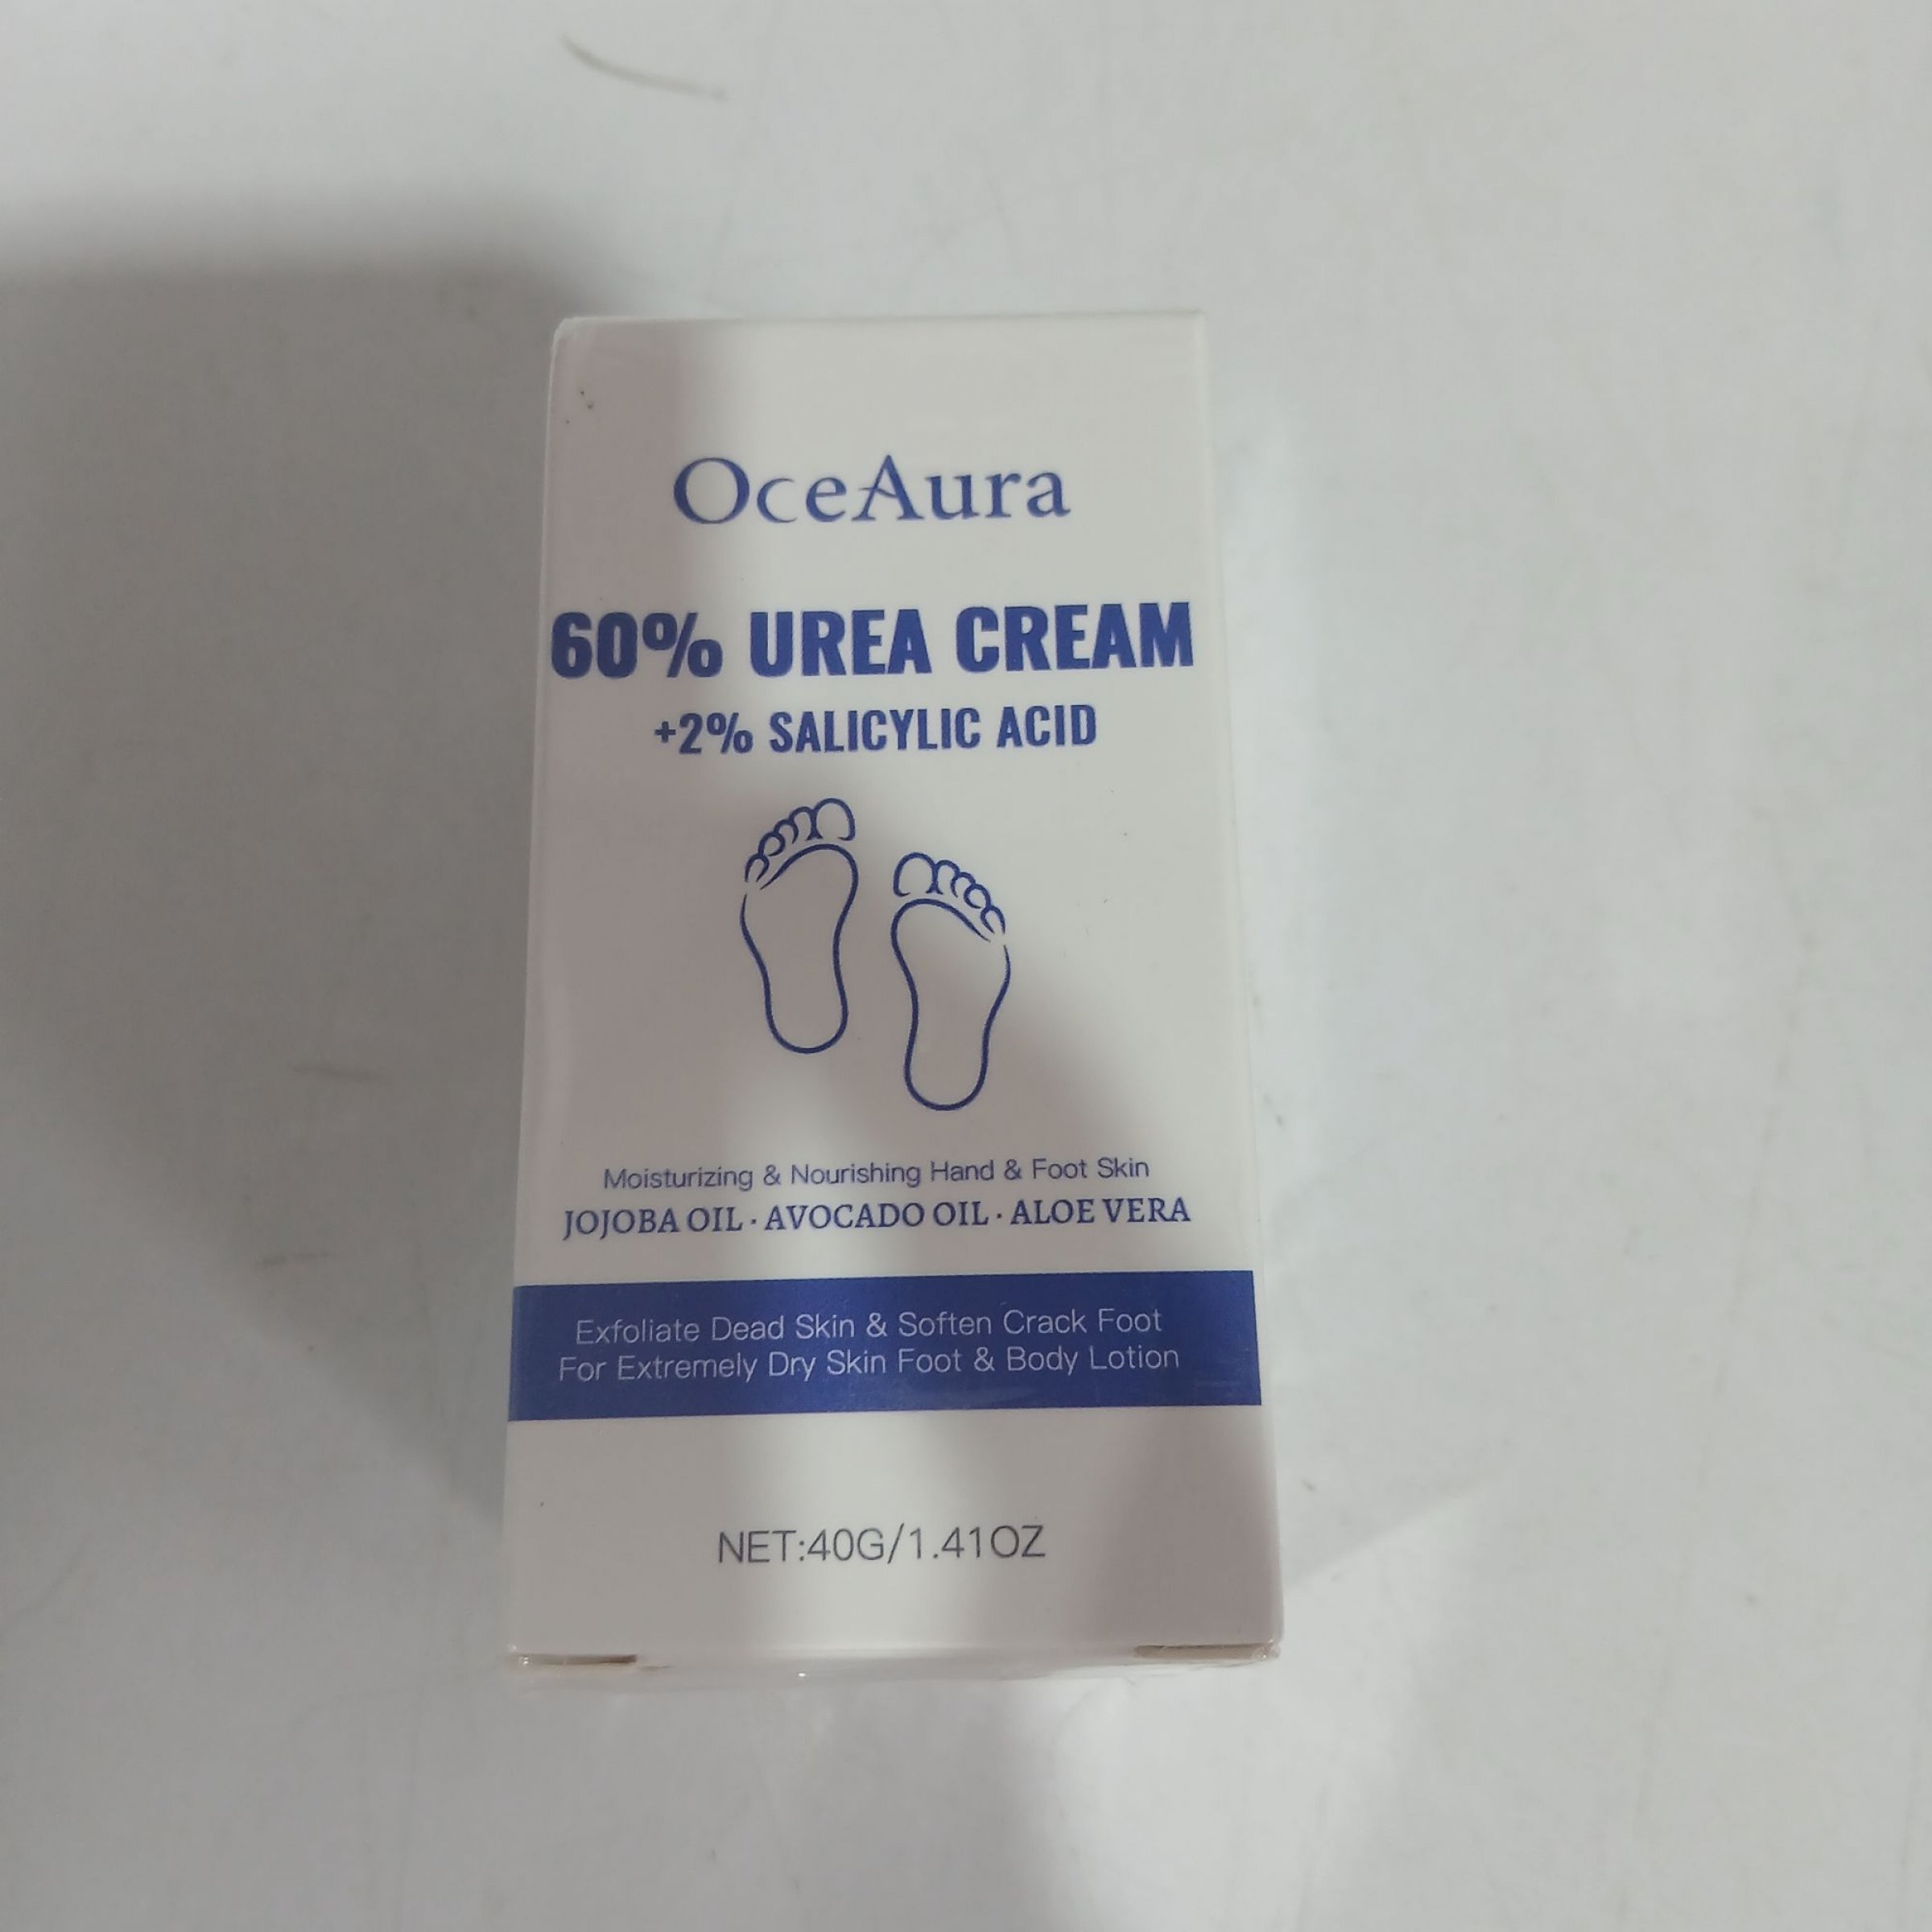 OceAura
60% UREA CREAM
+2% SALICYLIC ACID
Moisturizing & Nourishing Hand & Foot Skin
JOJOBA OIL · AVOCADO OIL · ALOE VERA
Exfoliate Dead Skin & Soften Crack Foot
For Extremely Dry Skin Foot & Body Lotion
NET:40G/1.41OZ